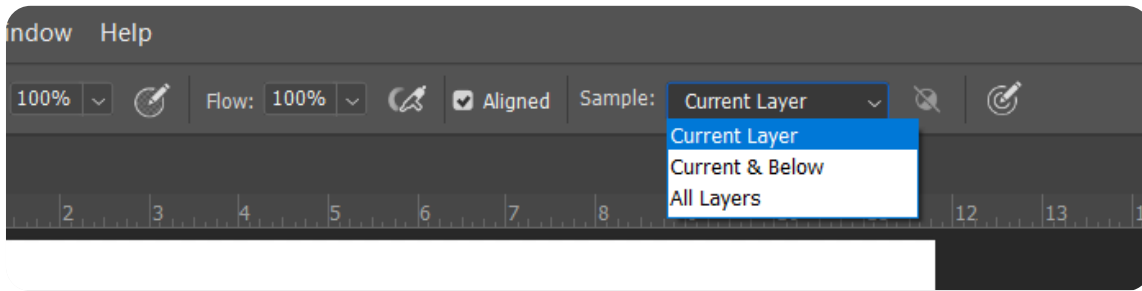 indow Help
100% Flow: 100% Aligned Sample: Current Layer
Current Layer
Current & Below
All Layers
2 3 4 5 6 7 8 12 13